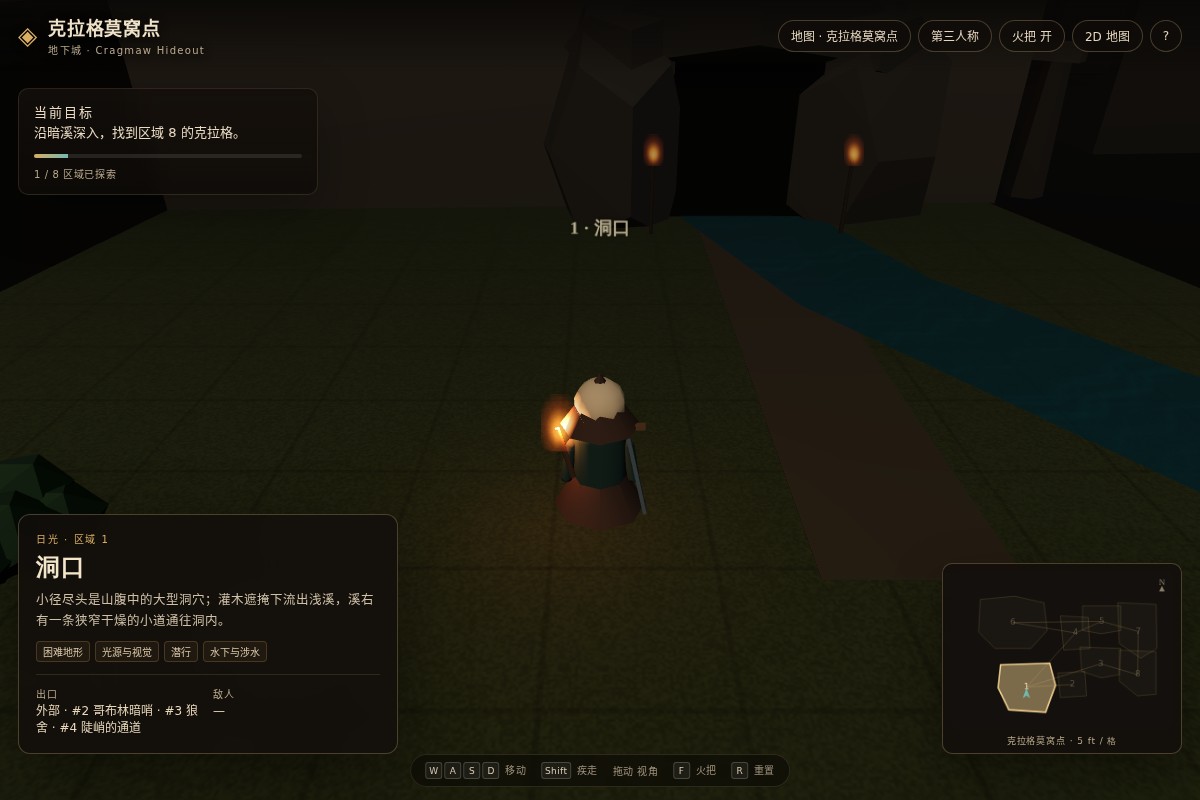 克拉格莫窝点
地下城 · Cragmaw Hideout
地图 · 克拉格莫窝点
第三人称
火把 开
2D 地图
?
当前目标
沿暗溪深入，找到区域 8 的克拉格。
1 / 8 区域已探索
1 · 洞口
日光 · 区域 1
洞口
小径尽头是山腹中的大型洞穴；灌木遮掩下流出浅溪，溪右
有一条狭窄干燥的小道通往洞内。
困难地形
光源与视觉
潜行
水下与涉水
出口
外部 · #2 哥布林暗哨 · #3 狼
舍 · #4 陡峭的通道
敌人
—
N
6
5
4
7
3
8
1
2
克拉格莫窝点 · 5 ft / 格
W A S D 移动
Shift 疾走
拖动 视角
F 火把
R 重置